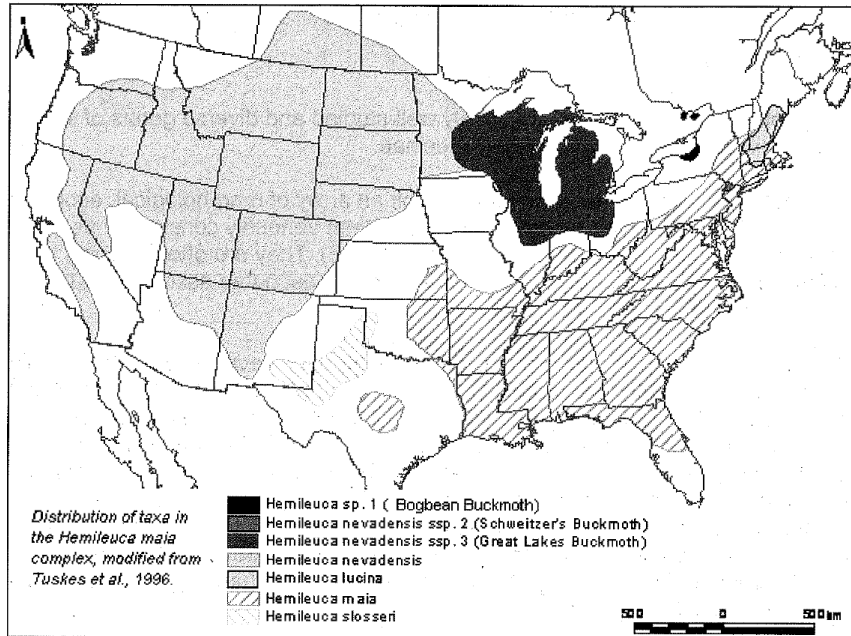 Distribution of taxa in
the Hemileuca maia
complex, modified from
Tuskes et al., 1996.
Hemileuca sp. 1 ( Bogbean Buckmoth)
Hemileuca nevadensis ssp. 2 (Schweitzer's Buckmoth)
Hemileuca nevadensis ssp. 3 (Great Lakes Buckmoth)
Hemileuca nevadensis
Hemileuca lucina
Hemileuca maia
Hemileuca slosseri
500 0 500 km